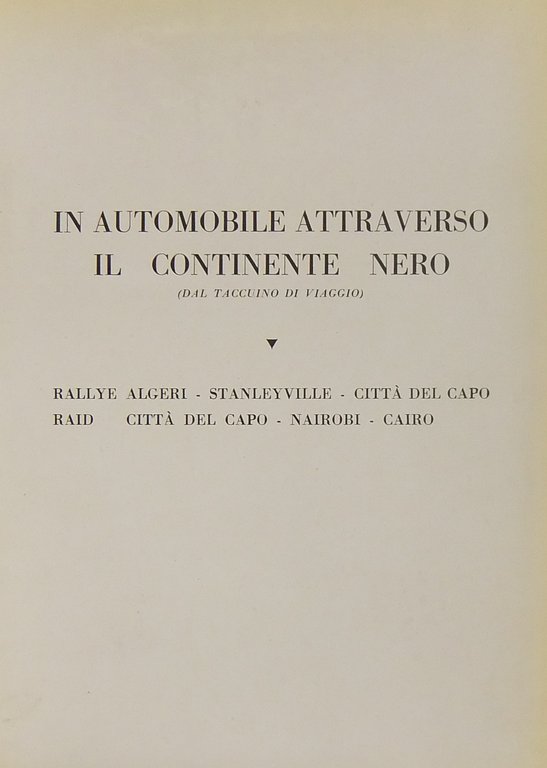 IN AUTOMOBILE ATTRAVERSO
IL CONTINENTE NERO
(DAL TACCUINO DI VIAGGIO)
RALLYE ALGERI - STANLEYVILLE - CITTÀ DEL CAPO
RAID CITTÀ DEL CAPO - NAIROBI - CAIRO